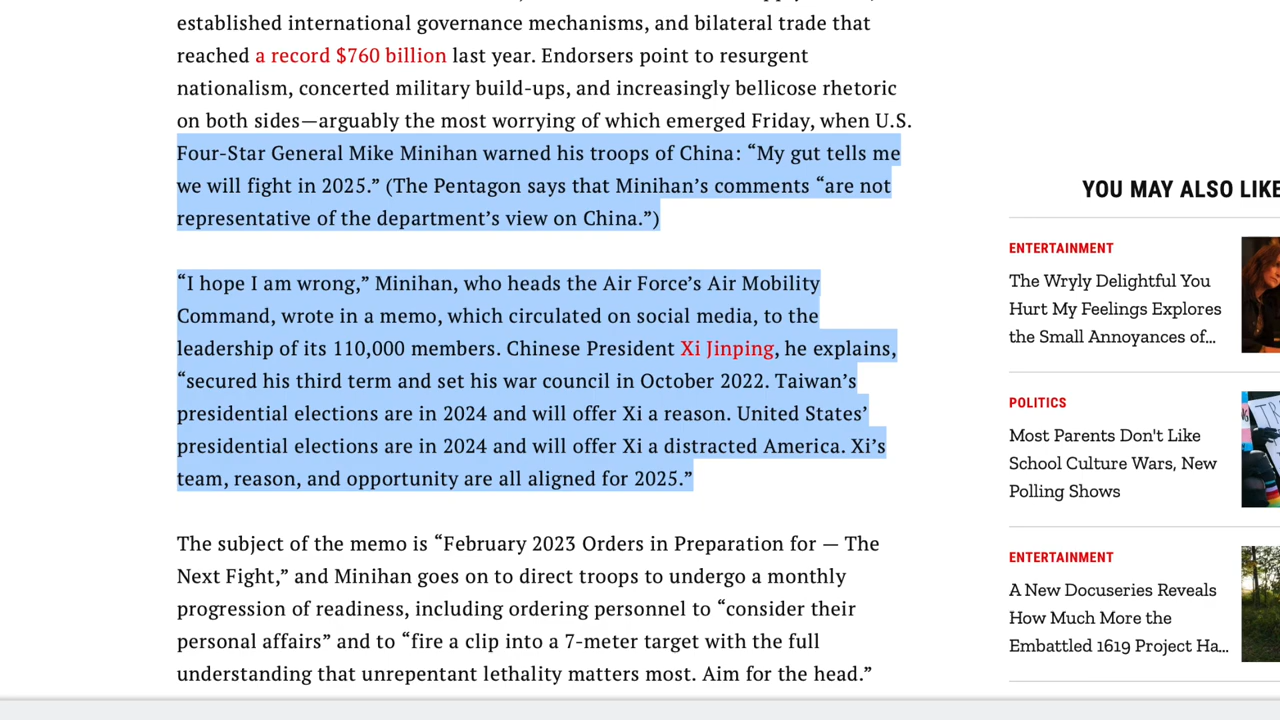 established international governance mechanisms, and bilateral trade that
reached a record $760 billion last year. Endorsers point to resurgent
nationalism, concerted military build-ups, and increasingly bellicose rhetoric
on both sides—arguably the most worrying of which emerged Friday, when U.S.
Four-Star General Mike Minihan warned his troops of China: “My gut tells me
we will fight in 2025.” (The Pentagon says that Minihan’s comments “are not
representative of the department’s view on China.”)
“I hope I am wrong,” Minihan, who heads the Air Force’s Air Mobility
Command, wrote in a memo, which circulated on social media, to the
leadership of its 110,000 members. Chinese President Xi Jinping, he explains,
“secured his third term and set his war council in October 2022. Taiwan’s
presidential elections are in 2024 and will offer Xi a reason. United States’
presidential elections are in 2024 and will offer Xi a distracted America. Xi’s
team, reason, and opportunity are all aligned for 2025.”
The subject of the memo is “February 2023 Orders in Preparation for — The
Next Fight,” and Minihan goes on to direct troops to undergo a monthly
progression of readiness, including ordering personnel to “consider their
personal affairs” and to “fire a clip into a 7-meter target with the full
understanding that unrepentant lethality matters most. Aim for the head.”
YOU MAY ALSO LIKE
ENTERTAINMENT
The Wryly Delightful You
Hurt My Feelings Explores
the Small Annoyances of...
POLITICS
Most Parents Don't Like
School Culture Wars, New
Polling Shows
ENTERTAINMENT
A New Docuseries Reveals
How Much More the
Embattled 1619 Project Ha...